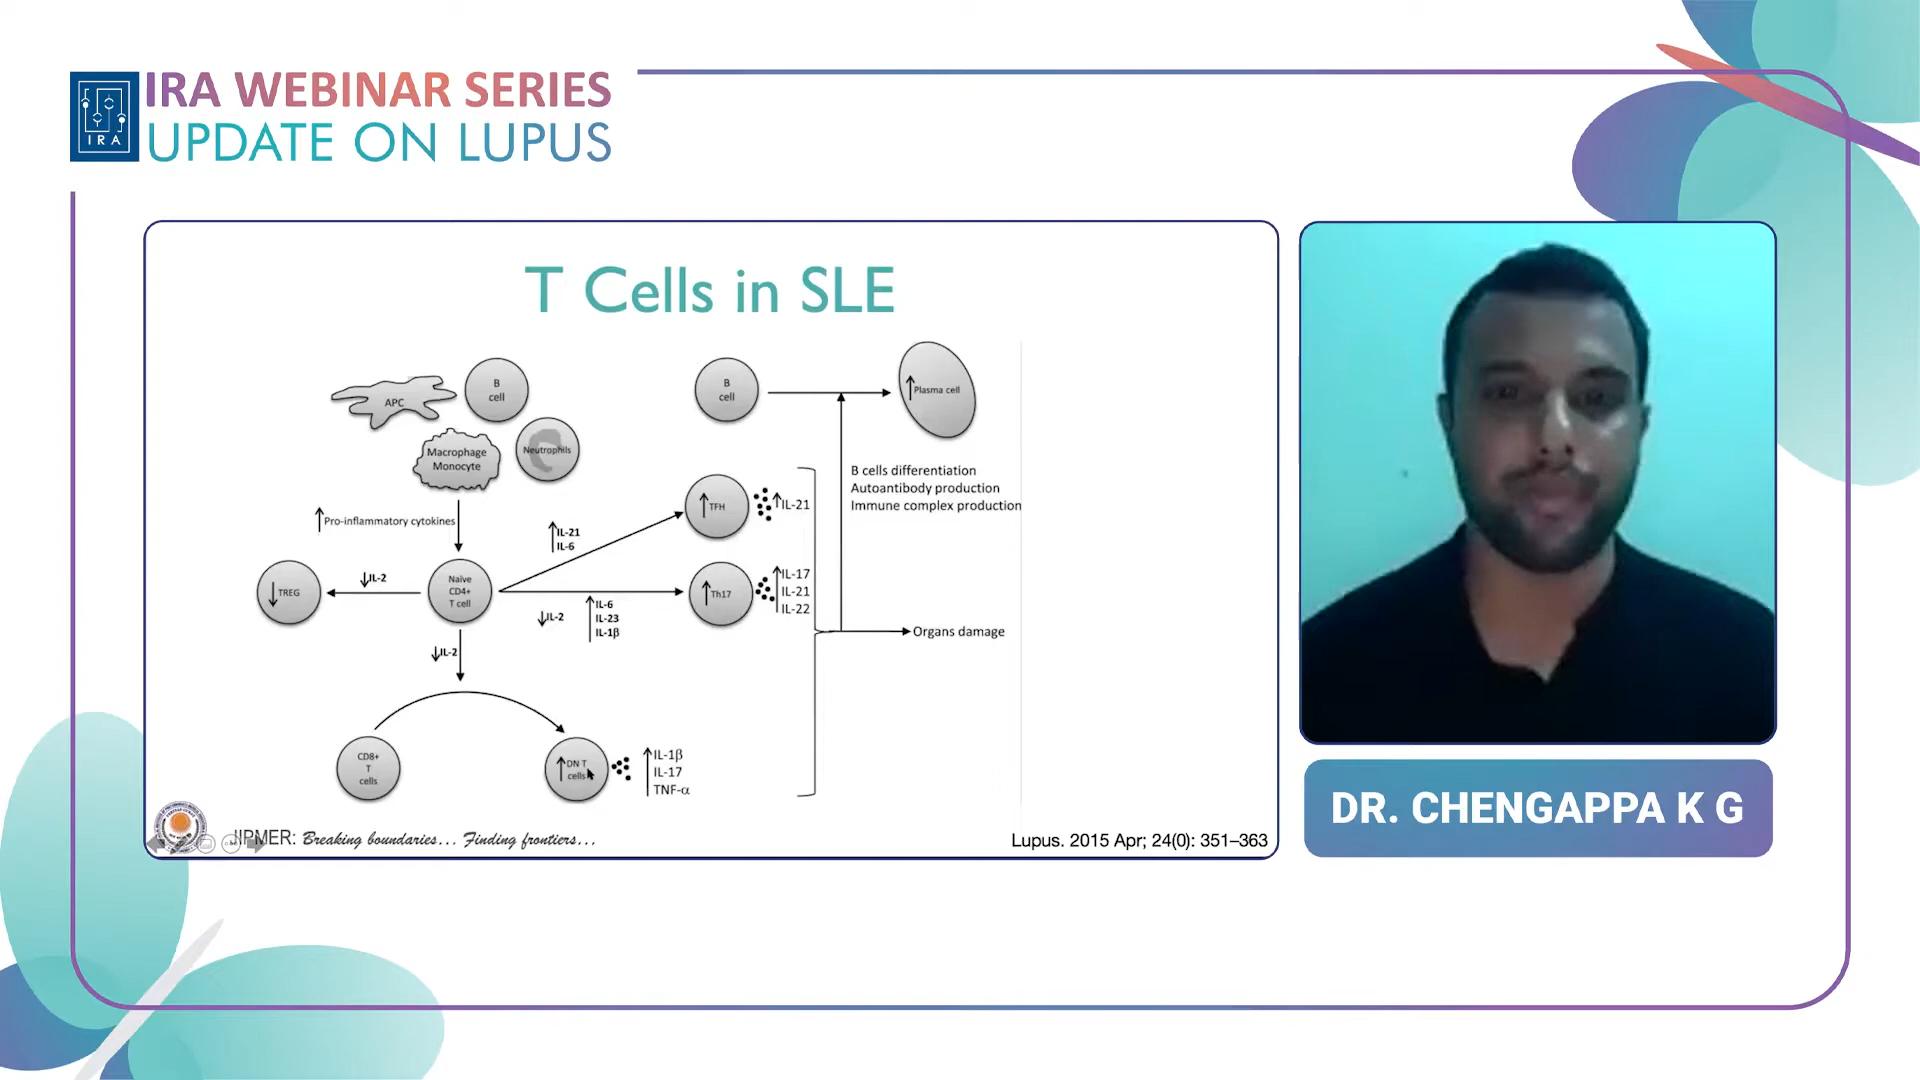 IRA WEBINAR SERIES
UPDATE ON LUPUS
IRA
T Cells in SLE
APC
B
cell
Macrophage
Monocyte
Neutrophils
↑Pro-inflammatory cytokines
↓TREG
↓IL-2
Naïve
CD4+
T cell
↑IL-21
IL-6
↓IL-2
↑IL-6
IL-23
IL-1β
↓IL-2
CD8+
T
cells
↑DN T
cells
↑IL-1β
IL-17
TNF-α
B
cell
↑Plasma cell
B cells differentiation
Autoantibody production
Immune complex production
↑TFH
↑IL-21
↑Th17
↑IL-17
IL-21
IL-22
Organs damage
JIPMER: Breaking boundaries... Finding frontiers...
Lupus. 2015 Apr; 24(0): 351–363
DR. CHENGAPPA K G